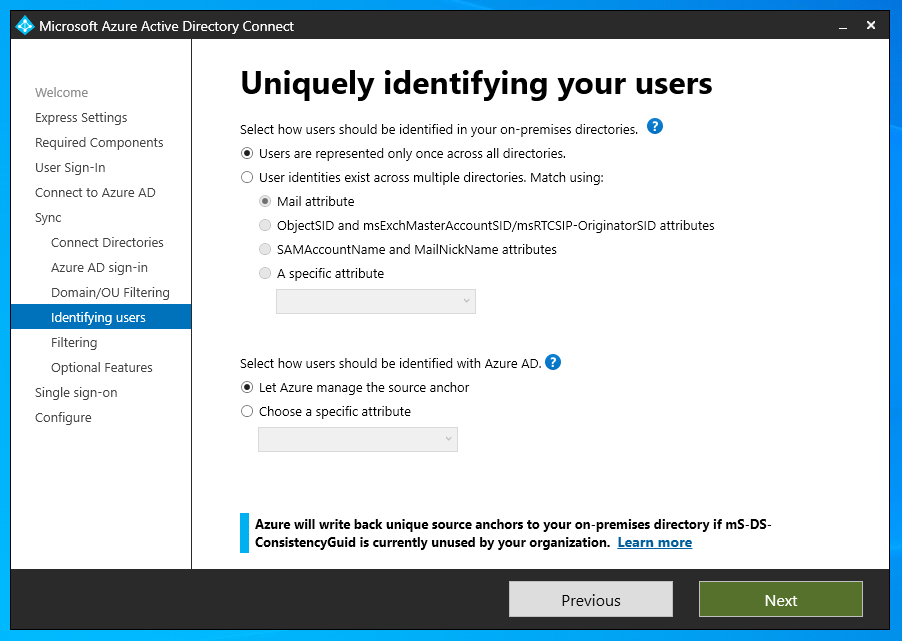 Microsoft Azure Active Directory Connect
Welcome
Express Settings
Required Components
User Sign-In
Connect to Azure AD
Sync
Connect Directories
Azure AD sign-in
Domain/OU Filtering
Identifying users
Filtering
Optional Features
Single sign-on
Configure
Uniquely identifying your users
Select how users should be identified in your on-premises directories. ?
Users are represented only once across all directories.
User identities exist across multiple directories. Match using:
Mail attribute
ObjectSID and msExchMasterAccountSID/msRTCSIP-OriginatorSID attributes
SAMAccountName and MailNickName attributes
A specific attribute
Select how users should be identified with Azure AD. ?
Let Azure manage the source anchor
Choose a specific attribute
Azure will write back unique source anchors to your on-premises directory if mS-DS-
ConsistencyGuid is currently unused by your organization. Learn more
Previous
Next